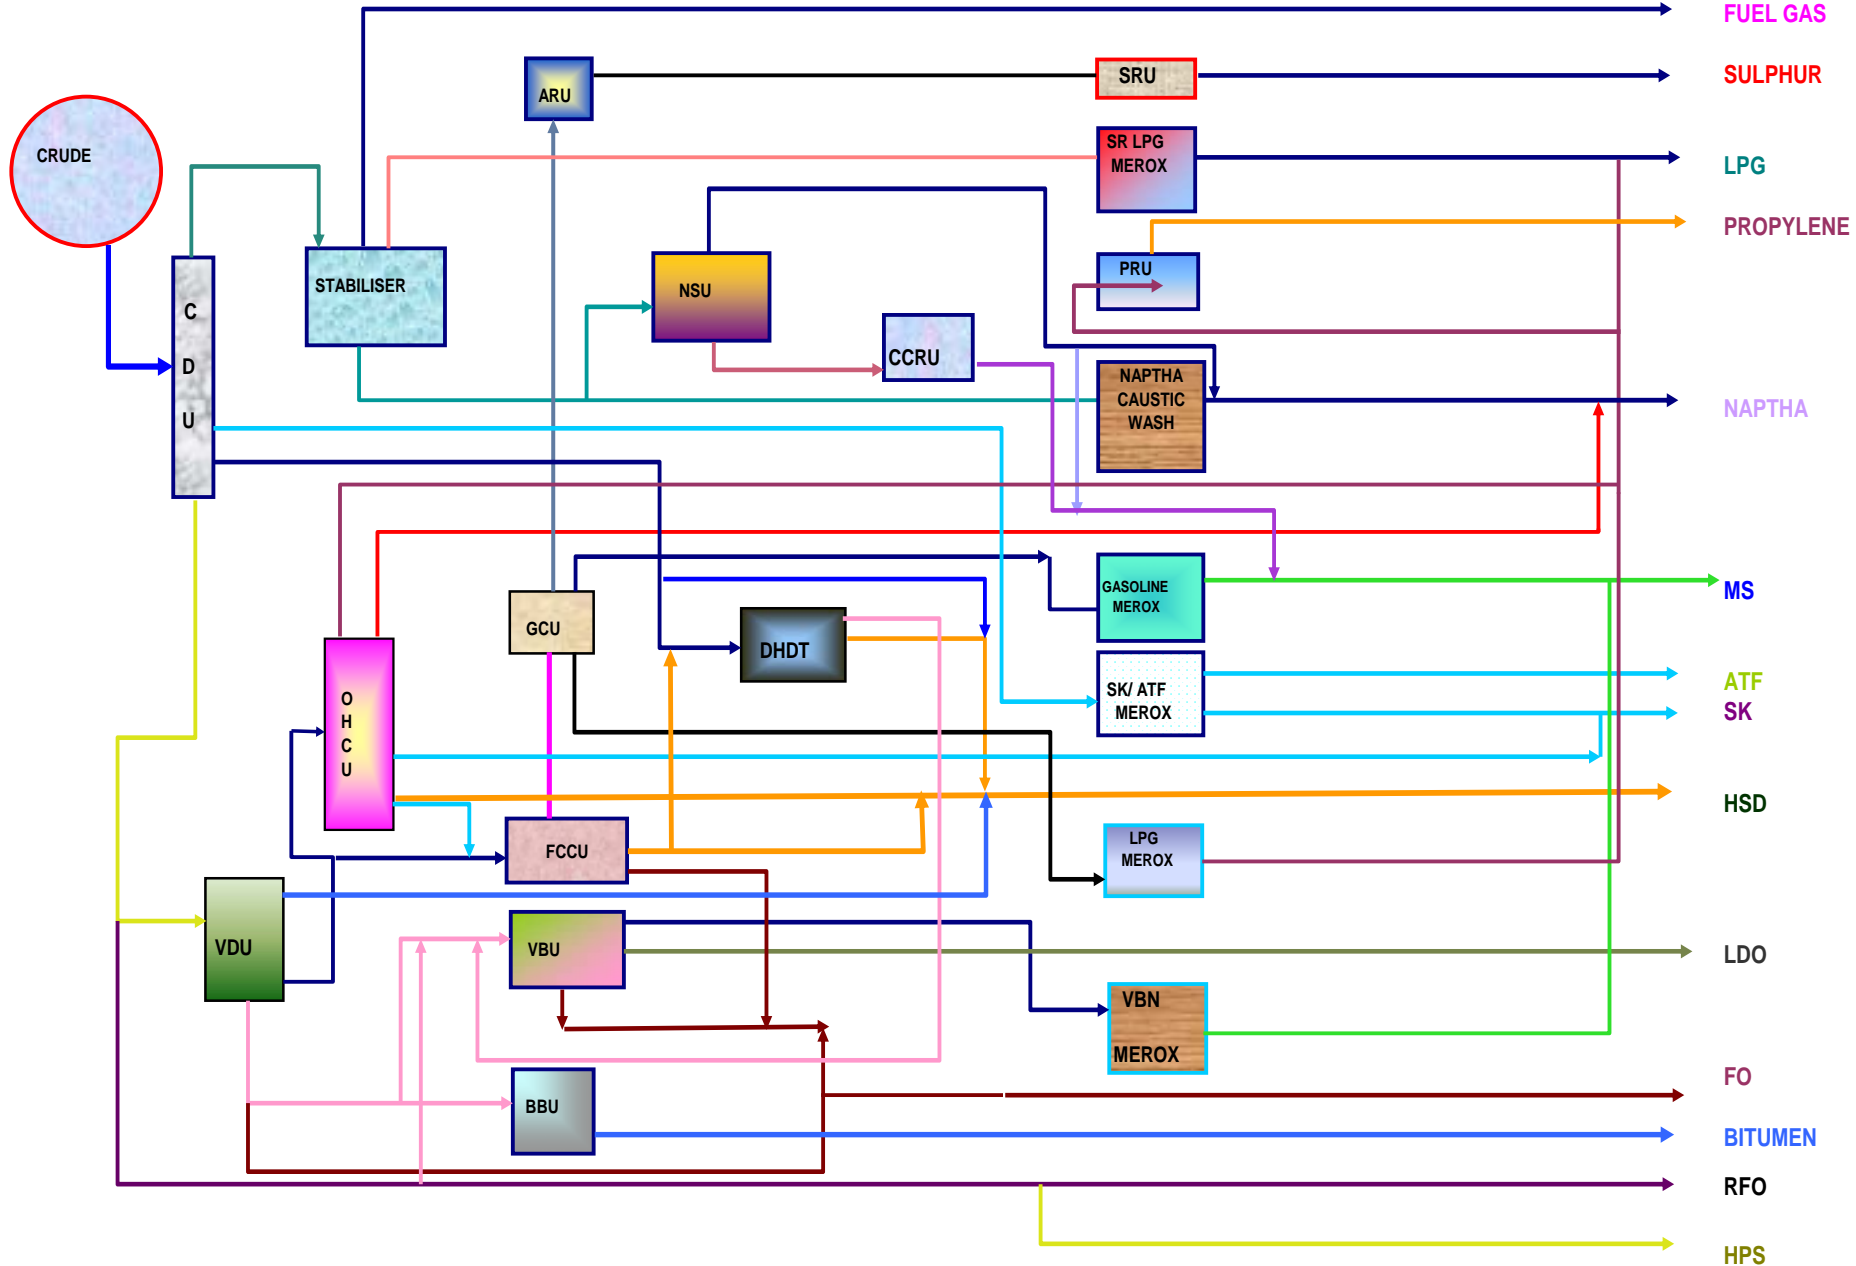 FUEL GAS
ARU
SRU
SULPHUR
CRUDE
SR LPG
MEROX
LPG
PROPYLENE
STABILISER
NSU
PRU
C
D
U
CCRU
NAPTHA
CAUSTIC
WASH
NAPTHA
GCU
DHDT
GASOLINE
MEROX
MS
O
H
C
U
SK/ ATF
MEROX
ATF
SK
HSD
FCCU
LPG
MEROX
VDU
VBU
LDO
VBN
MEROX
FO
BBU
BITUMEN
RFO
HPS